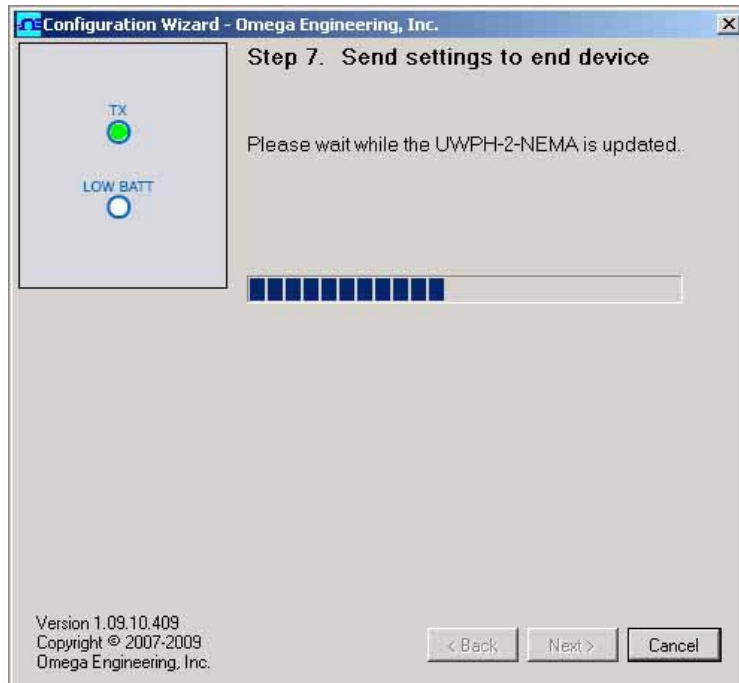 Configuration Wizard - Omega Engineering, Inc.
Step 7. Send settings to end device
TX
Please wait while the UWPH-2-NEMA is updated.
LOW BATT
Version 1.09.10.409
Copyright © 2007-2009
Omega Engineering, Inc.
< Back
Next >
Cancel